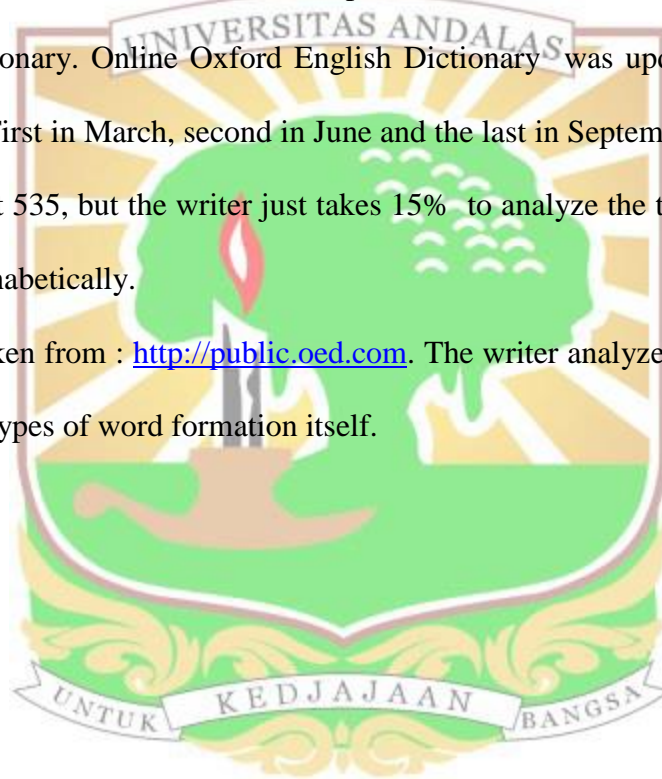 UNIVERSITAS ANDALAS
onary. Online Oxford English Dictionary was upd
First in March, second in June and the last in Septem
t 535, but the writer just takes 15% to analyze the t
habetically.
ken from : http://public.oed.com. The writer analyze
types of word formation itself.
UNTUK KEDJAJAAN BANGSA